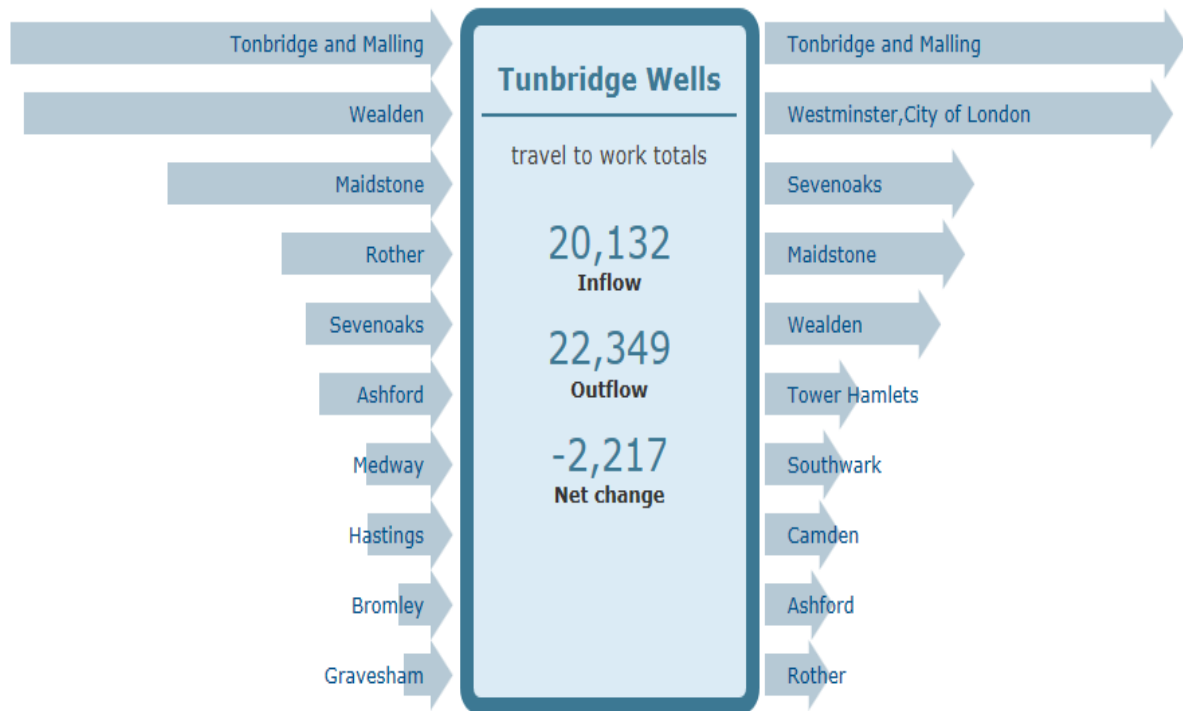 Tonbridge and Malling
Wealden
Maidstone
Rother
Sevenoaks
Ashford
Medway
Hastings
Bromley
Gravesham
Tunbridge Wells
travel to work totals
20,132
Inflow
22,349
Outflow
-2,217
Net change
Tonbridge and Malling
Westminster,City of London
Sevenoaks
Maidstone
Wealden
Tower Hamlets
Southwark
Camden
Ashford
Rother